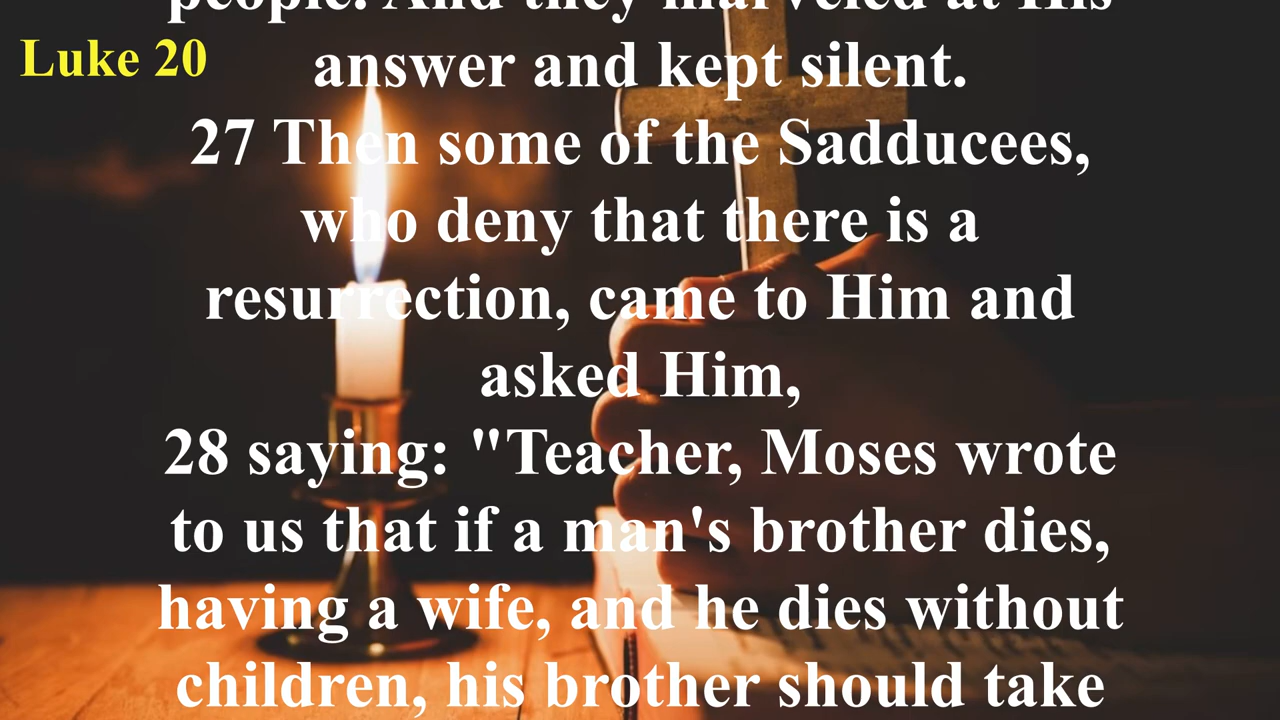 people. And they marveled at His
Luke 20
answer and kept silent.
27 Then some of the Sadducees,
who deny that there is a
resurrection, came to Him and
asked Him,
28 saying: "Teacher, Moses wrote
to us that if a man's brother dies,
having a wife, and he dies without
children, his brother should take